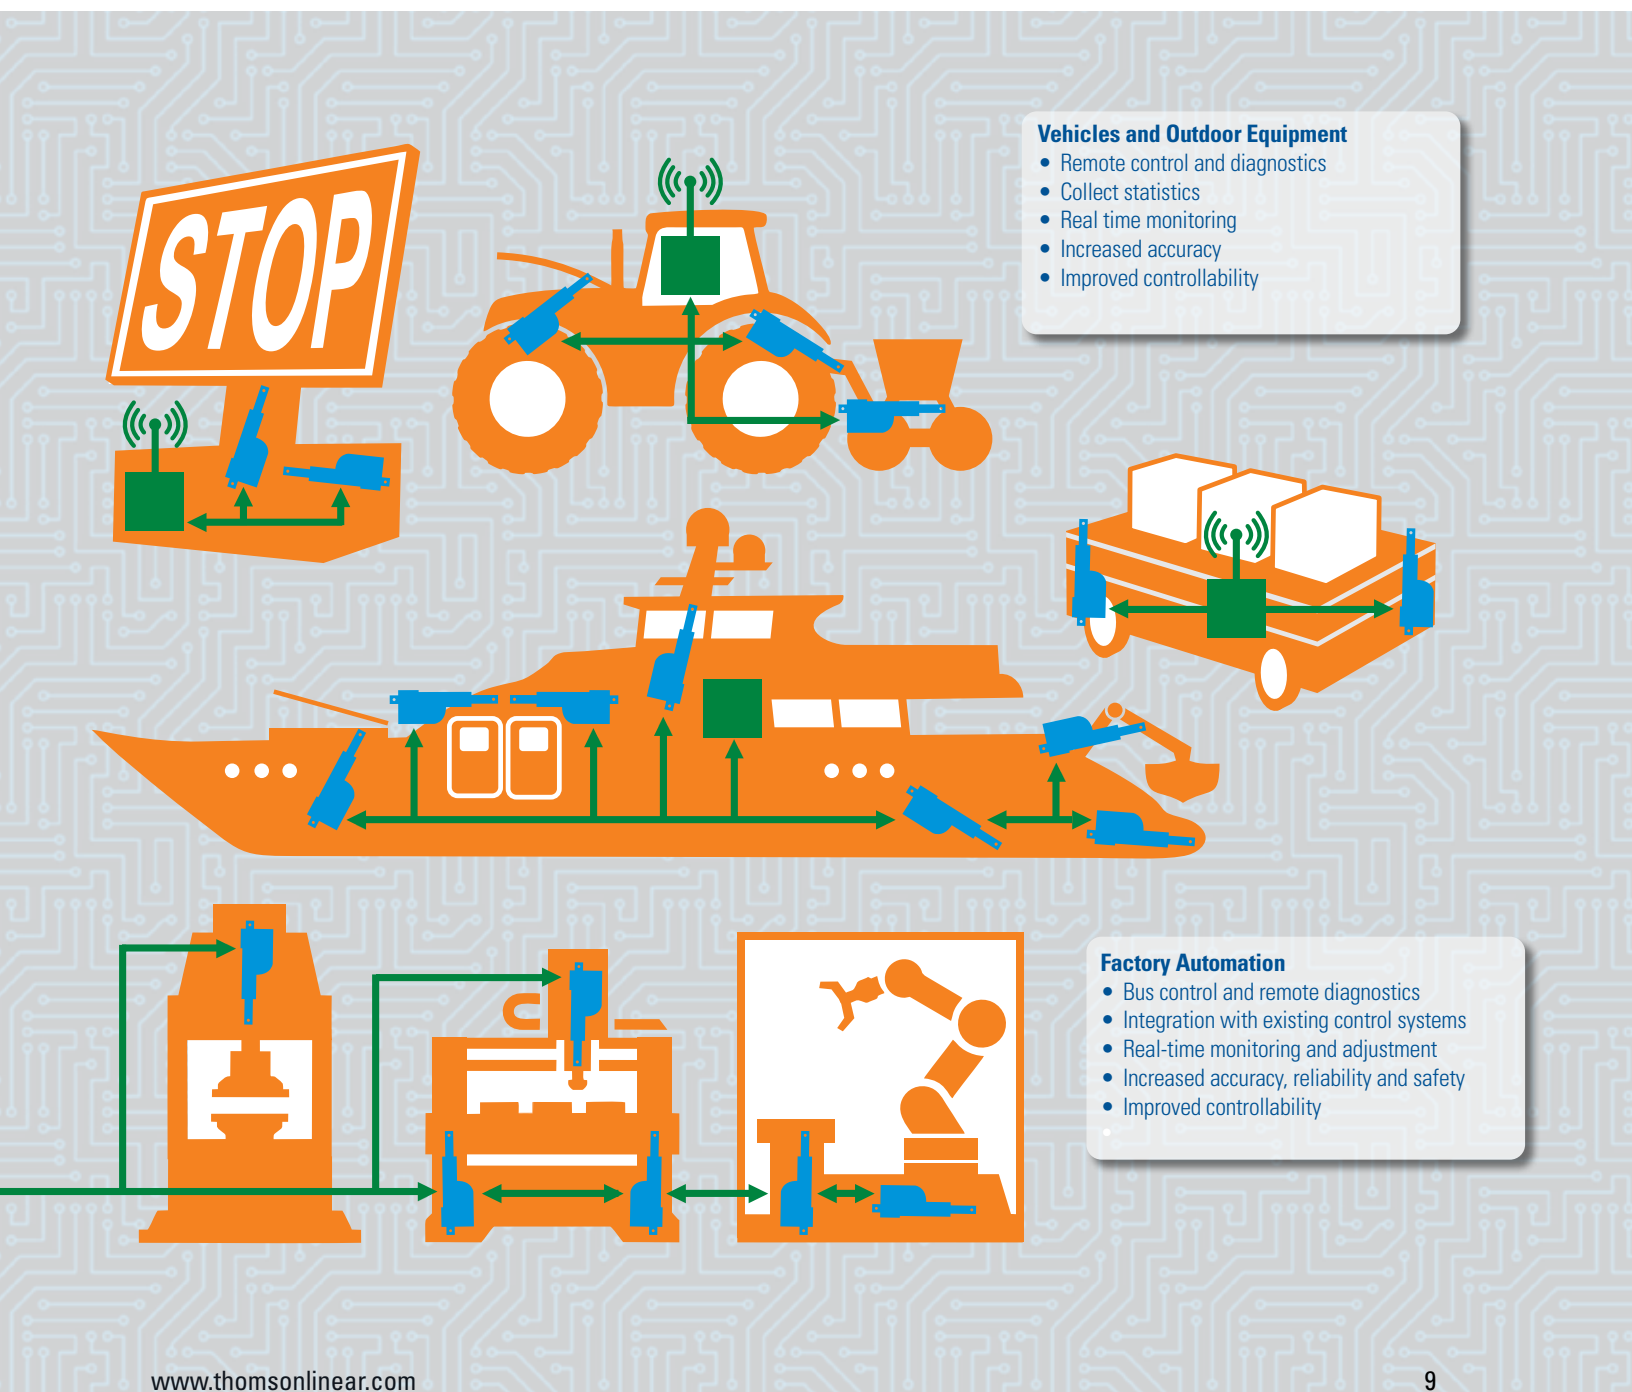 Vehicles and Outdoor Equipment
• Remote control and diagnostics
• Collect statistics
• Real time monitoring
• Increased accuracy
• Improved controllability
STOP
Factory Automation
• Bus control and remote diagnostics
• Integration with existing control systems
• Real-time monitoring and adjustment
• Increased accuracy, reliability and safety
• Improved controllability
•
www.thomsonlinear.com
9